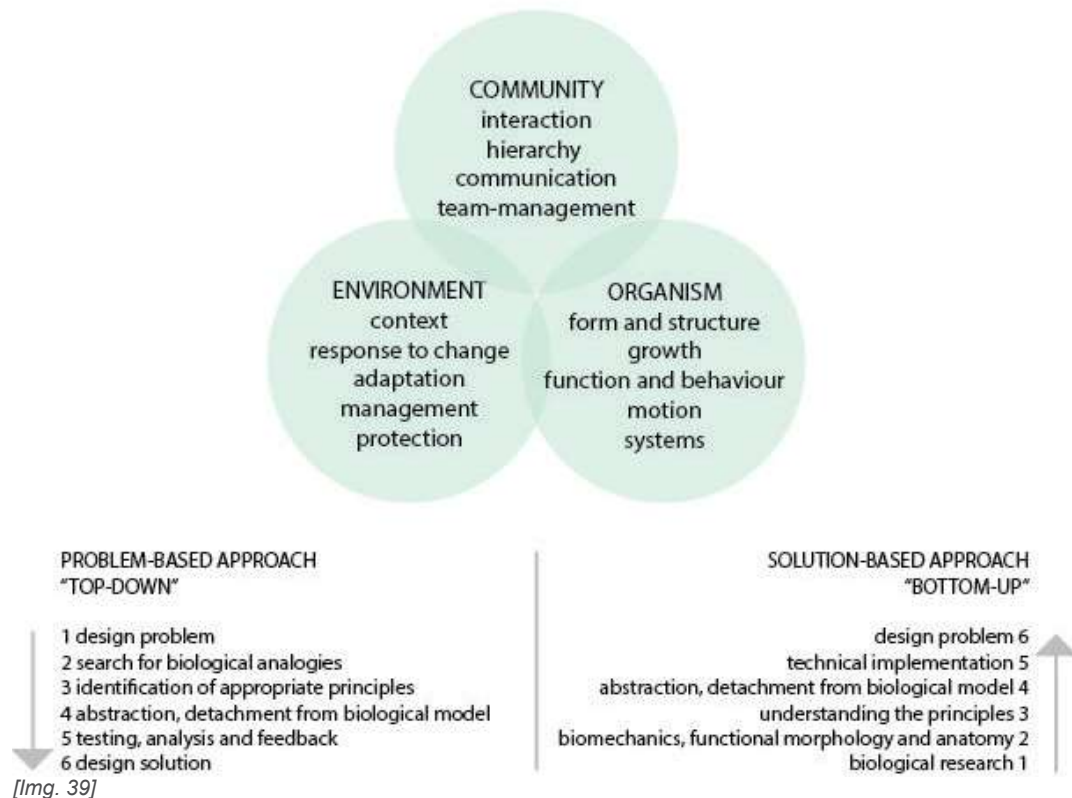 COMMUNITY
interaction
hierarchy
communication
team-management
ENVIRONMENT
context
response to change
adaptation
management
protection
ORGANISM
form and structure
growth
function and behaviour
motion
systems
PROBLEM-BASED APPROACH
"TOP-DOWN"
1 design problem
2 search for biological analogies
3 identification of appropriate principles
4 abstraction, detachment from biological model
5 testing, analysis and feedback
6 design solution
SOLUTION-BASED APPROACH
"BOTTOM-UP"
design problem 6
technical implementation 5
abstraction, detachment from biological model 4
understanding the principles 3
biomechanics, functional morphology and anatomy 2
biological research 1
[Img. 39]